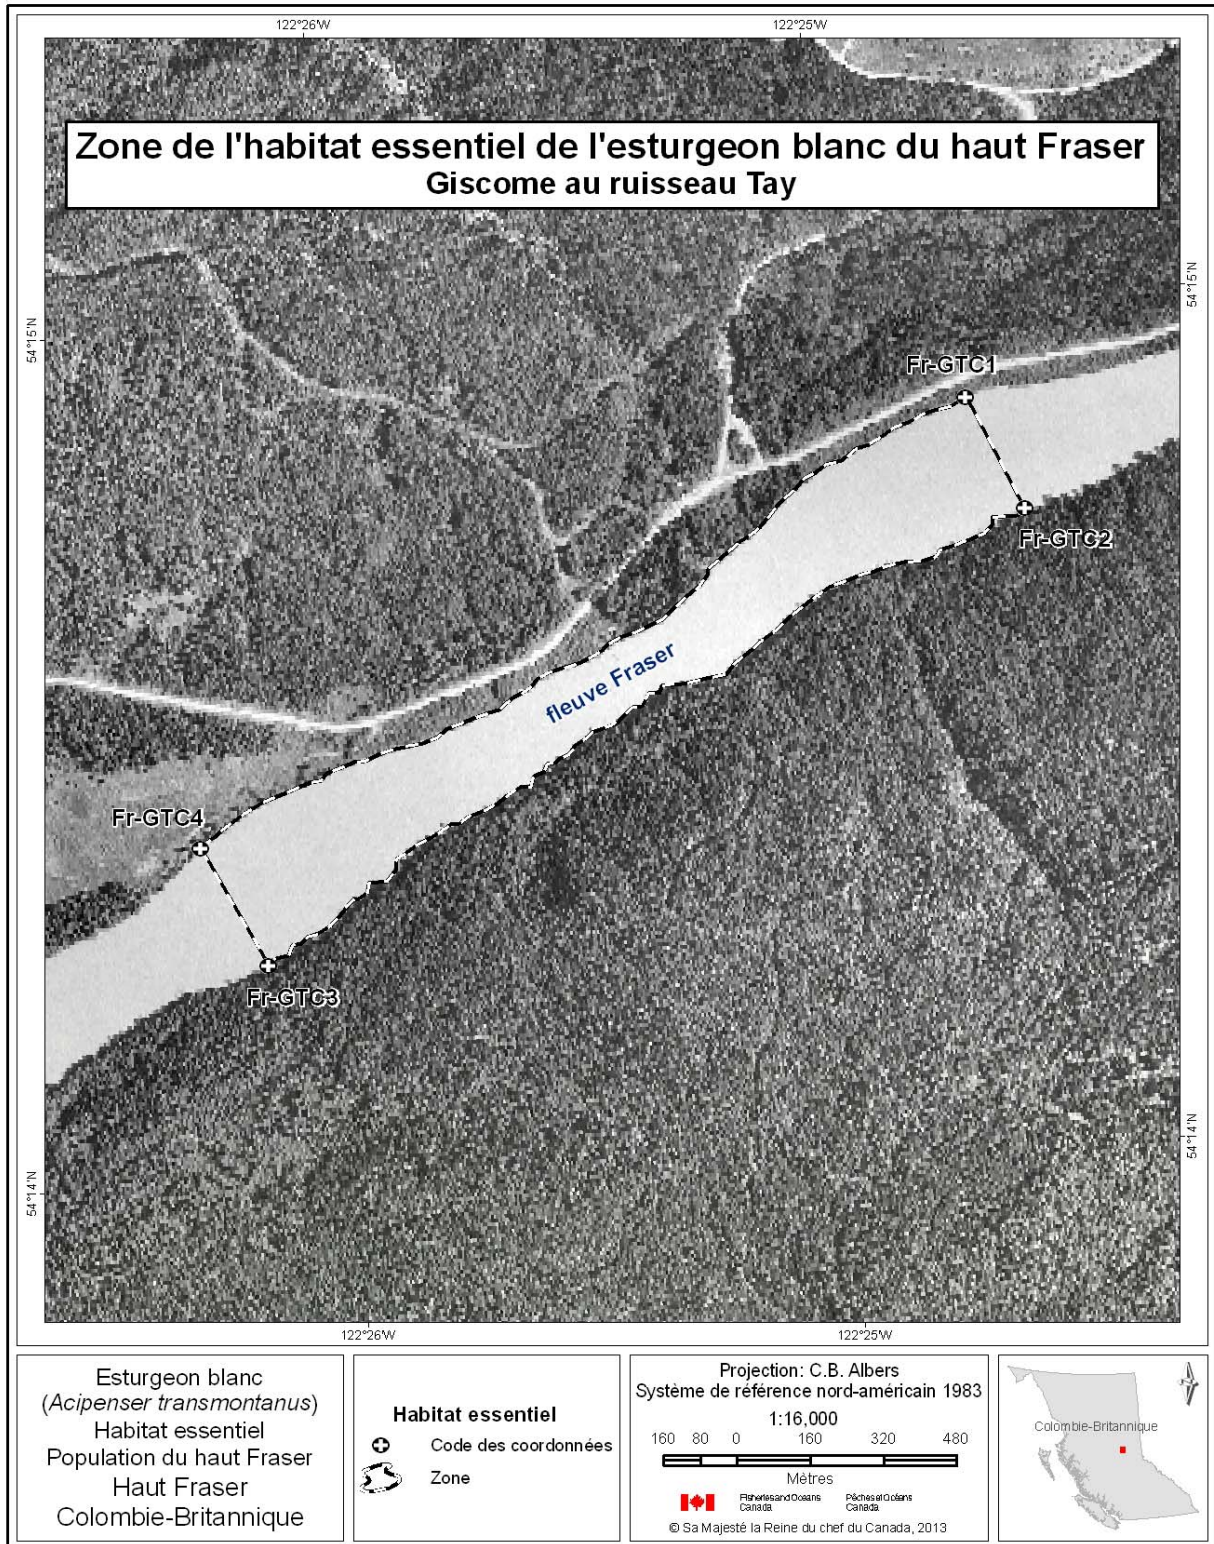 122°26'W
122°25'W
Zone de l'habitat essentiel de l'esturgeon blanc du haut Fraser
Giscome au ruisseau Tay
54°15'N
54°15'N
Fr-GTC1
Fr-GTC2
fleuve Fraser
Fr-GTC4
Fr-GTC3
54°14'N
54°14'N
122°26'W
122°25'W
Esturgeon blanc
(Acipenser transmontanus)
Habitat essentiel
Population du haut Fraser
Haut Fraser
Colombie-Britannique
Habitat essentiel
Code des coordonnées
Zone
Projection: C.B. Albers
Système de référence nord-américain 1983
1:16,000
160 80 0 160 320 480
Mètres
Fisheries and Oceans
Canada
Pêches et Océans
Canada
© Sa Majesté la Reine du chef du Canada, 2013
Colombie-Britannique